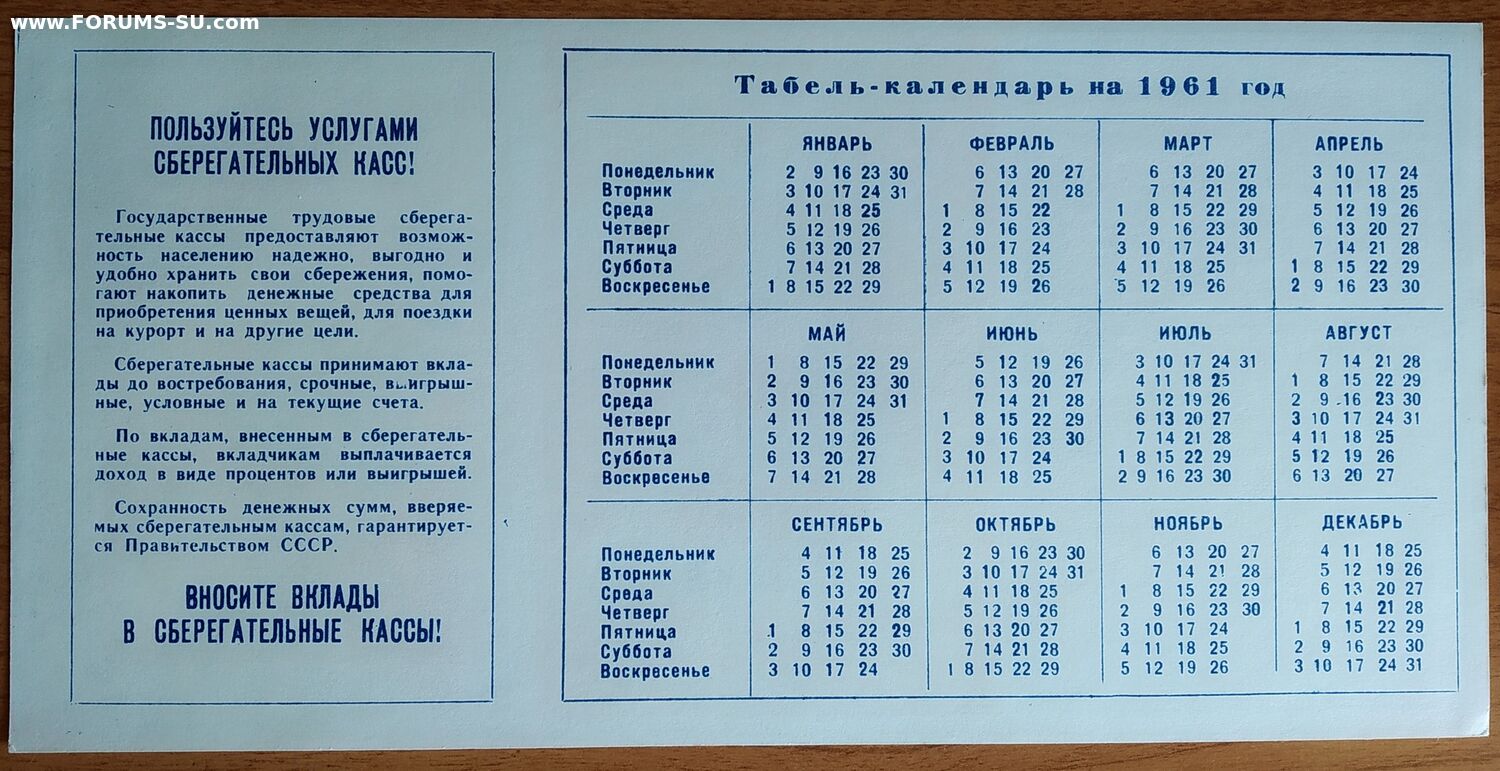 www.FORUMS-SU.com
ПОЛЬЗУЙТЕСЬ УСЛУГАМИ
СБЕРЕГАТЕЛЬНЫХ КАСС!
Государственные трудовые сберега-
тельные кассы предоставляют возмож-
ность населению надежно, выгодно и
удобно хранить свои сбережения, помо-
гают накопить денежные средства для
приобретения ценных вещей, для поездки
на курорт и на другие цели.
Сберегательные кассы принимают вкла-
ды до востребования, срочные, выигрыш-
ные, условные и на текущие счета.
По вкладам, внесенным в сберегатель-
ные кассы, вкладчикам выплачивается
доход в виде процентов или выигрышей.
Сохранность денежных сумм, вверяе-
мых сберегательным кассам, гарантирует-
ся Правительством СССР.
ВНОСИТЕ ВКЛАДЫ
В СБЕРЕГАТЕЛЬНЫЕ КАССЫ!
Табель-календарь на 1961 год
ЯНВАРЬ ФЕВРАЛЬ МАРТ АПРЕЛЬ
Понедельник 2 9 16 23 30 6 13 20 27 6 13 20 27 3 10 17 24
Вторник 3 10 17 24 31 7 14 21 28 7 14 21 28 4 11 18 25
Среда 4 11 18 25 1 8 15 22 1 8 15 22 29 5 12 19 26
Четверг 5 12 19 26 2 9 16 23 2 9 16 23 30 6 13 20 27
Пятница 6 13 20 27 3 10 17 24 3 10 17 24 31 7 14 21 28
Суббота 7 14 21 28 4 11 18 25 4 11 18 25 1 8 15 22 29
Воскресенье 1 8 15 22 29 5 12 19 26 5 12 19 26 2 9 16 23 30
МАЙ ИЮНЬ ИЮЛЬ АВГУСТ
Понедельник 1 8 15 22 29 5 12 19 26 3 10 17 24 31 7 14 21 28
Вторник 2 9 16 23 30 6 13 20 27 4 11 18 25 1 8 15 22 29
Среда 3 10 17 24 31 7 14 21 28 5 12 19 26 2 9 16 23 30
Четверг 4 11 18 25 1 8 15 22 29 6 13 20 27 3 10 17 24 31
Пятница 5 12 19 26 2 9 16 23 30 7 14 21 28 4 11 18 25
Суббота 6 13 20 27 3 10 17 24 1 8 15 22 29 5 12 19 26
Воскресенье 7 14 21 28 4 11 18 25 2 9 16 23 30 6 13 20 27
СЕНТЯБРЬ ОКТЯБРЬ НОЯБРЬ ДЕКАБРЬ
Понедельник 4 11 18 25 2 9 16 23 30 6 13 20 27 4 11 18 25
Вторник 5 12 19 26 3 10 17 24 31 7 14 21 28 5 12 19 26
Среда 6 13 20 27 4 11 18 25 1 8 15 22 29 6 13 20 27
Четверг 7 14 21 28 5 12 19 26 2 9 16 23 30 7 14 21 28
Пятница 1 8 15 22 29 6 13 20 27 3 10 17 24 1 8 15 22 29
Суббота 2 9 16 23 30 7 14 21 28 4 11 18 25 2 9 16 23 30
Воскресенье 3 10 17 24 1 8 15 22 29 5 12 19 26 3 10 17 24 31